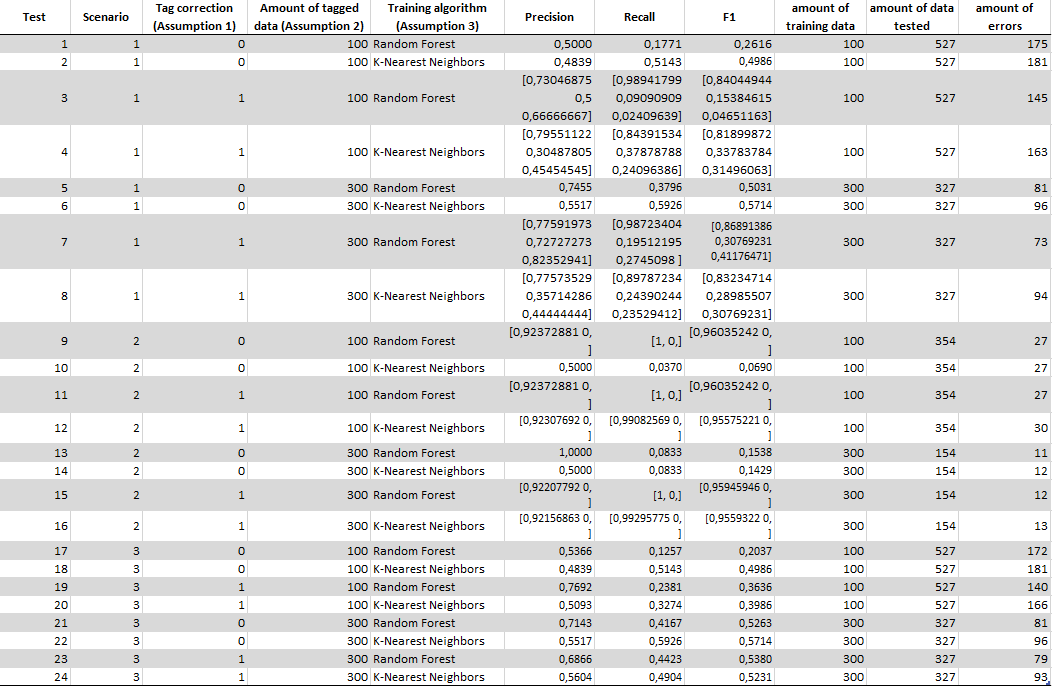 Test Scenario Tag correction (Assumption 1) Amount of tagged data (Assumption 2) Training algorithm (Assumption 3) Precision Recall F1 amount of training data amount of data tested amount of errors
1 1 0 100 Random Forest 0,5000 0,1771 0,2616 100 527 175
2 1 0 100 K-Nearest Neighbors 0,4839 0,5143 0,4986 100 527 181
[0,73046875 [0,98941799 [0,84044944
3 1 1 100 Random Forest 0,5 0,09090909 0,15384615 100 527 145
0,66666667] 0,02409639] 0,04651163]
[0,79551122 [0,84391534 [0,81899872
4 1 1 100 K-Nearest Neighbors 0,30487805 0,37878788 0,33783784 100 527 163
0,45454545] 0,24096386] 0,31496063]
5 1 0 300 Random Forest 0,7455 0,3796 0,5031 300 327 81
6 1 0 300 K-Nearest Neighbors 0,5517 0,5926 0,5714 300 327 96
[0,77591973 [0,98723404 [0,86891386
7 1 1 300 Random Forest 0,72727273 0,19512195 0,30769231 300 327 73
0,82352941] 0,2745098 ] 0,41176471]
[0,77573529 [0,89787234 [0,83234714
8 1 1 300 K-Nearest Neighbors 0,35714286 0,24390244 0,28985507 300 327 94
0,44444444] 0,23529412] 0,30769231]
[0,92372881 0, [0,96035242 0,
9 2 0 100 Random Forest [1, 0,] 100 354 27
] ]
10 2 0 100 K-Nearest Neighbors 0,5000 0,0370 0,0690 100 354 27
[0,92372881 0, [0,96035242 0,
11 2 1 100 Random Forest [1, 0,] 100 354 27
] ]
[0,92307692 0, [0,99082569 0, [0,95575221 0,
12 2 1 100 K-Nearest Neighbors 100 354 30
] ] ]
13 2 0 300 Random Forest 1,0000 0,0833 0,1538 300 154 11
14 2 0 300 K-Nearest Neighbors 0,5000 0,0833 0,1429 300 154 12
[0,92207792 0, [0,95945946 0,
15 2 1 300 Random Forest [1, 0,] 300 154 12
] ]
[0,92156863 0, [0,99295775 0, [0,9559322 0,
16 2 1 300 K-Nearest Neighbors 300 154 13
] ] ]
17 3 0 100 Random Forest 0,5366 0,1257 0,2037 100 527 172
18 3 0 100 K-Nearest Neighbors 0,4839 0,5143 0,4986 100 527 181
19 3 1 100 Random Forest 0,7692 0,2381 0,3636 100 527 140
20 3 1 100 K-Nearest Neighbors 0,5093 0,3274 0,3986 100 527 166
21 3 0 300 Random Forest 0,7143 0,4167 0,5263 300 327 81
22 3 0 300 K-Nearest Neighbors 0,5517 0,5926 0,5714 300 327 96
23 3 1 300 Random Forest 0,6866 0,4423 0,5380 300 327 79
24 3 1 300 K-Nearest Neighbors 0,5604 0,4904 0,5231 300 327 93